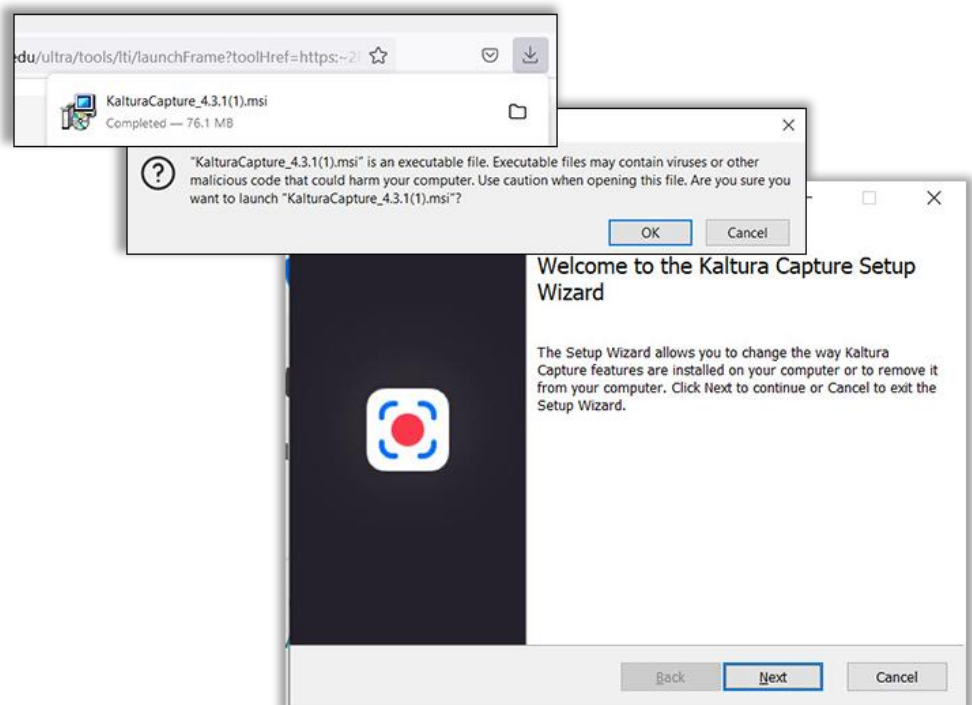 edu/ultra/tools/lti/launchFrame?toolHref=https:~2
KalturaCapture_4.3.1(1).msi
Completed — 76.1 MB
"KalturaCapture_4.3.1(1).msi" is an executable file. Executable files may contain viruses or other
malicious code that could harm your computer. Use caution when opening this file. Are you sure you
want to launch "KalturaCapture_4.3.1(1).msi"?
OK
Cancel
Welcome to the Kaltura Capture Setup
Wizard
The Setup Wizard allows you to change the way Kaltura
Capture features are installed on your computer or to remove it
from your computer. Click Next to continue or Cancel to exit the
Setup Wizard.
Back
Next
Cancel